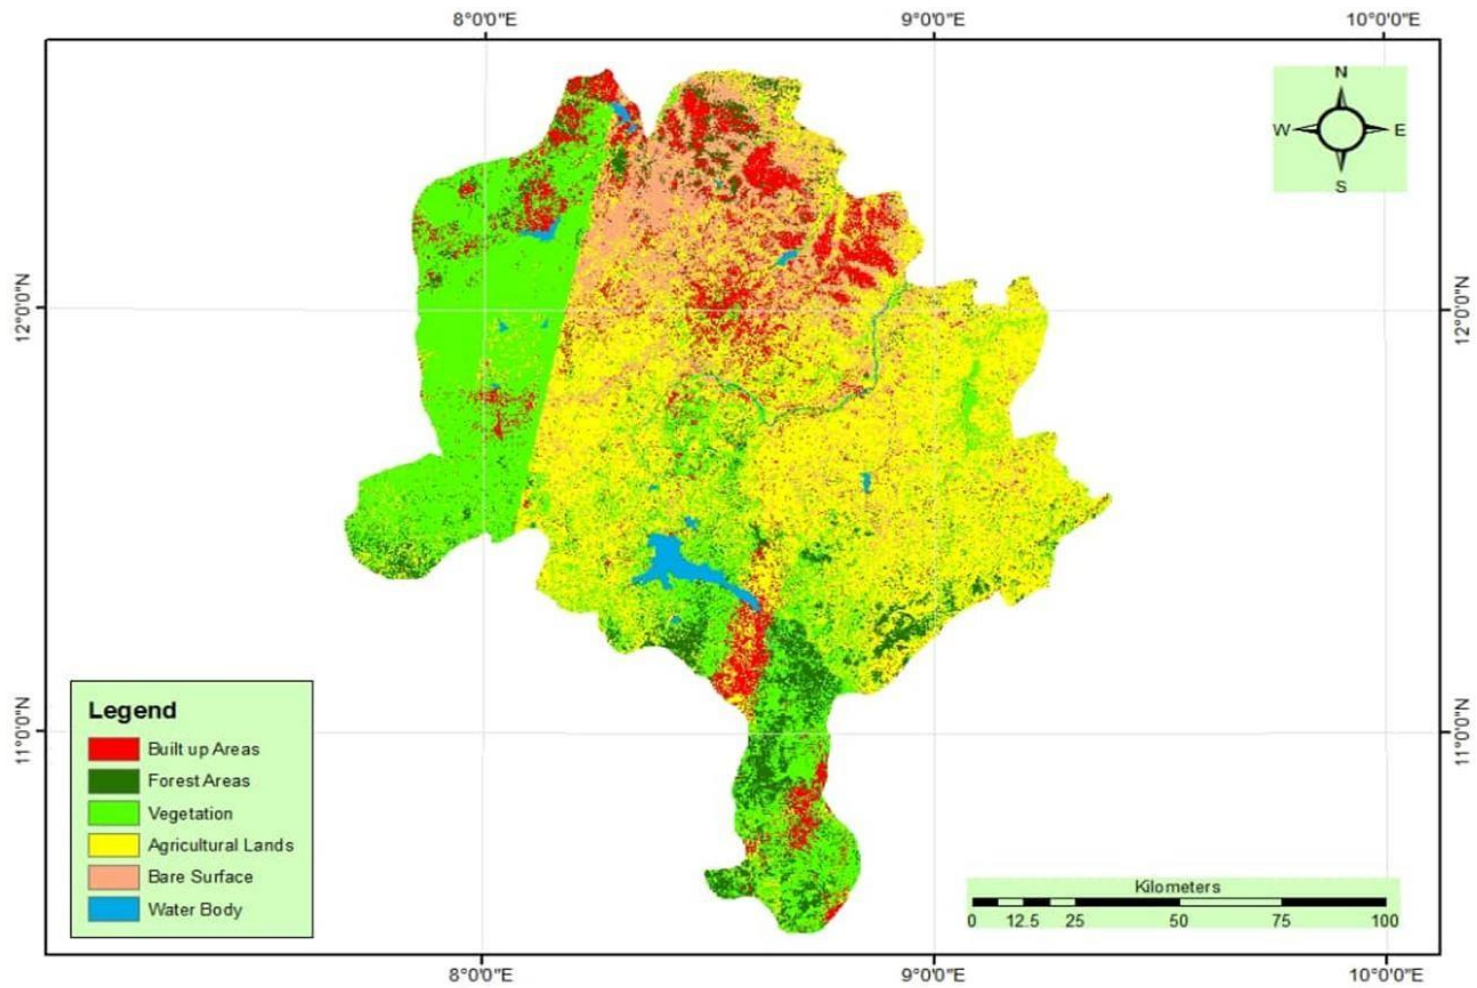 8°0'0"E 9°0'0"E 10°0'0"E
N
W E
S
12°0'0"N 12°0'0"N
11°0'0"N 11°0'0"N
Legend
Built up Areas
Forest Areas
Vegetation
Agricultural Lands
Bare Surface
Water Body
Kilometers
0 12.5 25 50 75 100
8°0'0"E 9°0'0"E 10°0'0"E